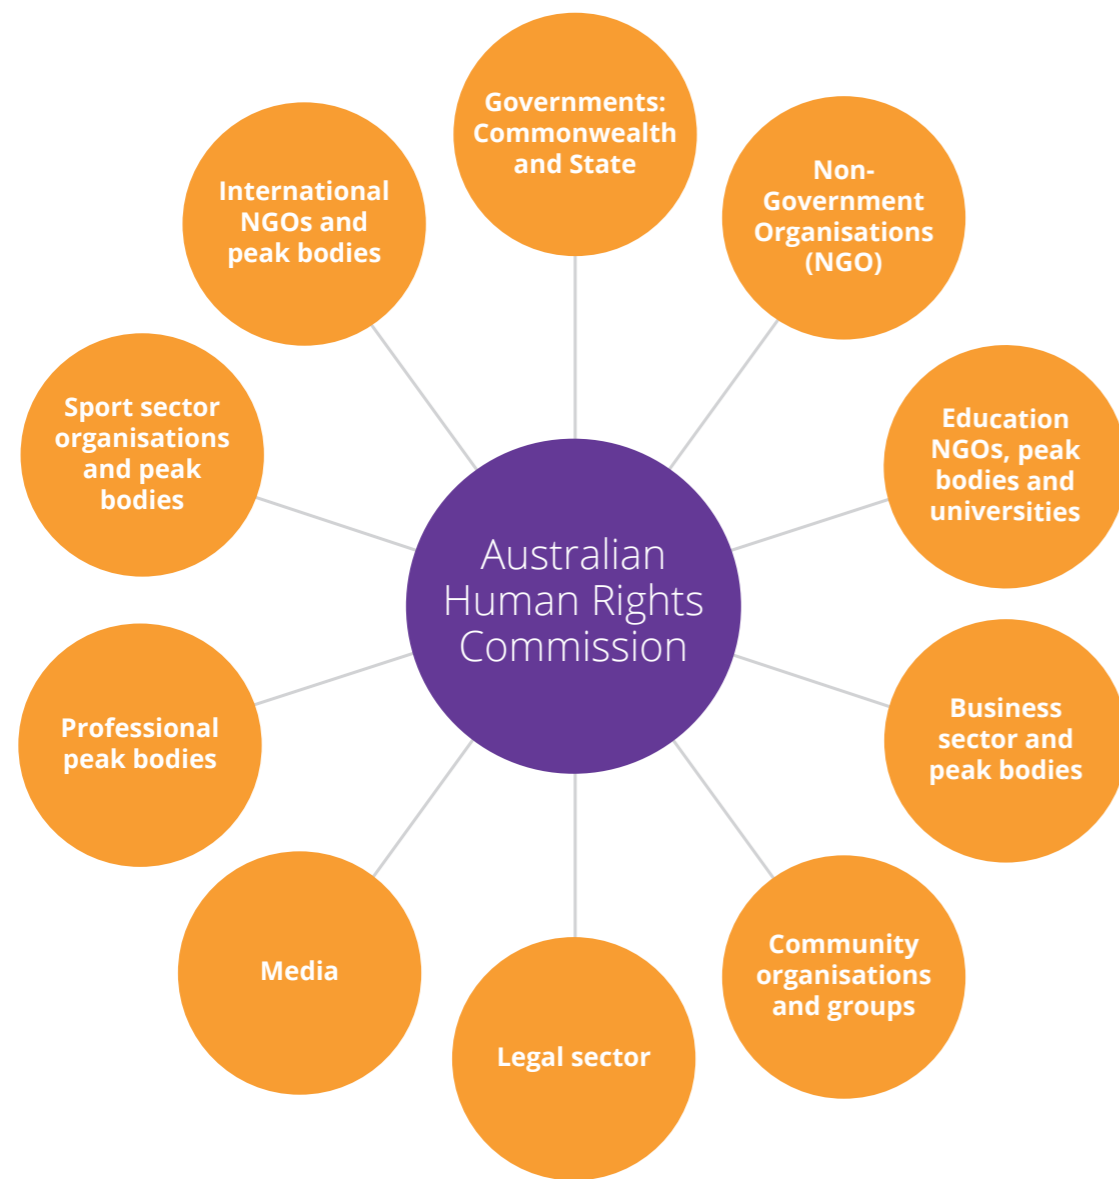 Governments:
Commonwealth
and State
Non-
Government
Organisations
(NGO)
Education
NGOs, peak
bodies and
universities
Business
sector and
peak bodies
Community
organisations
and groups
Legal sector
Media
Professional
peak bodies
Sport sector
organisations
and peak
bodies
International
NGOs and
peak bodies
Australian
Human Rights
Commission